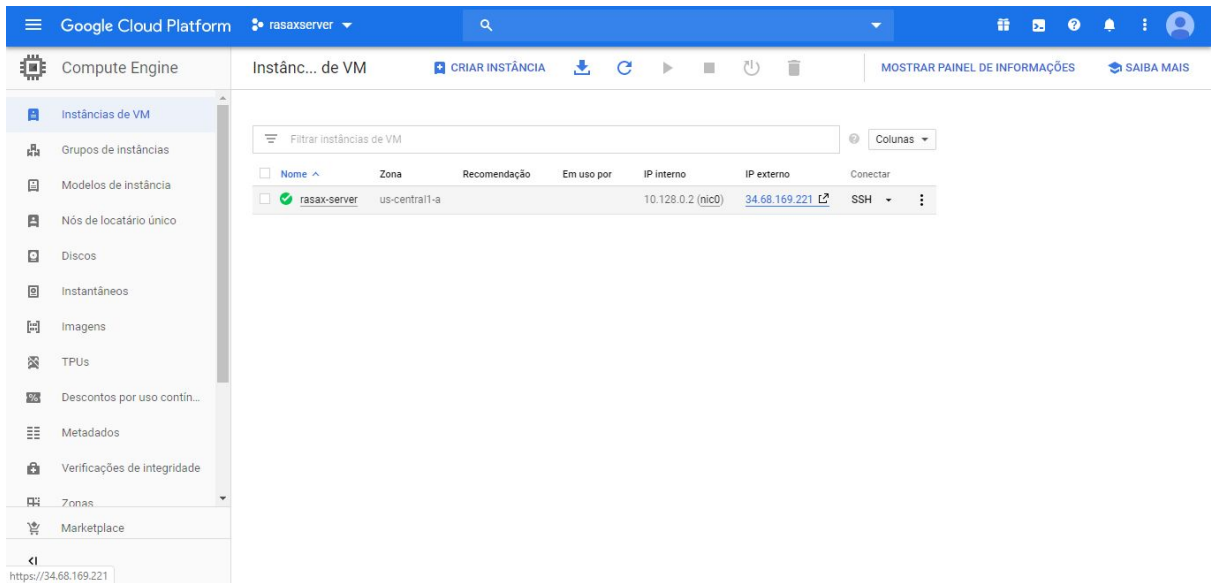 Google Cloud Platform rasaxserver
Compute Engine
Instânc... de VM CRIAR INSTÂNCIA MOSTRAR PAINEL DE INFORMAÇÕES SAIBA MAIS
Instâncias de VM
Grupos de instâncias
Modelos de instância
Nós de locatário único
Discos
Instantâneos
Imagens
TPUs
Descontos por uso contín...
Metadados
Verificações de integridade
Zonas
Marketplace
https://34.68.169.221
Filtrar instâncias de VM Colunas
Nome Zona Recomendação Em uso por IP interno IP externo Conectar
rasax-server us-central1-a 10.128.0.2 (nic0) 34.68.169.221 SSH